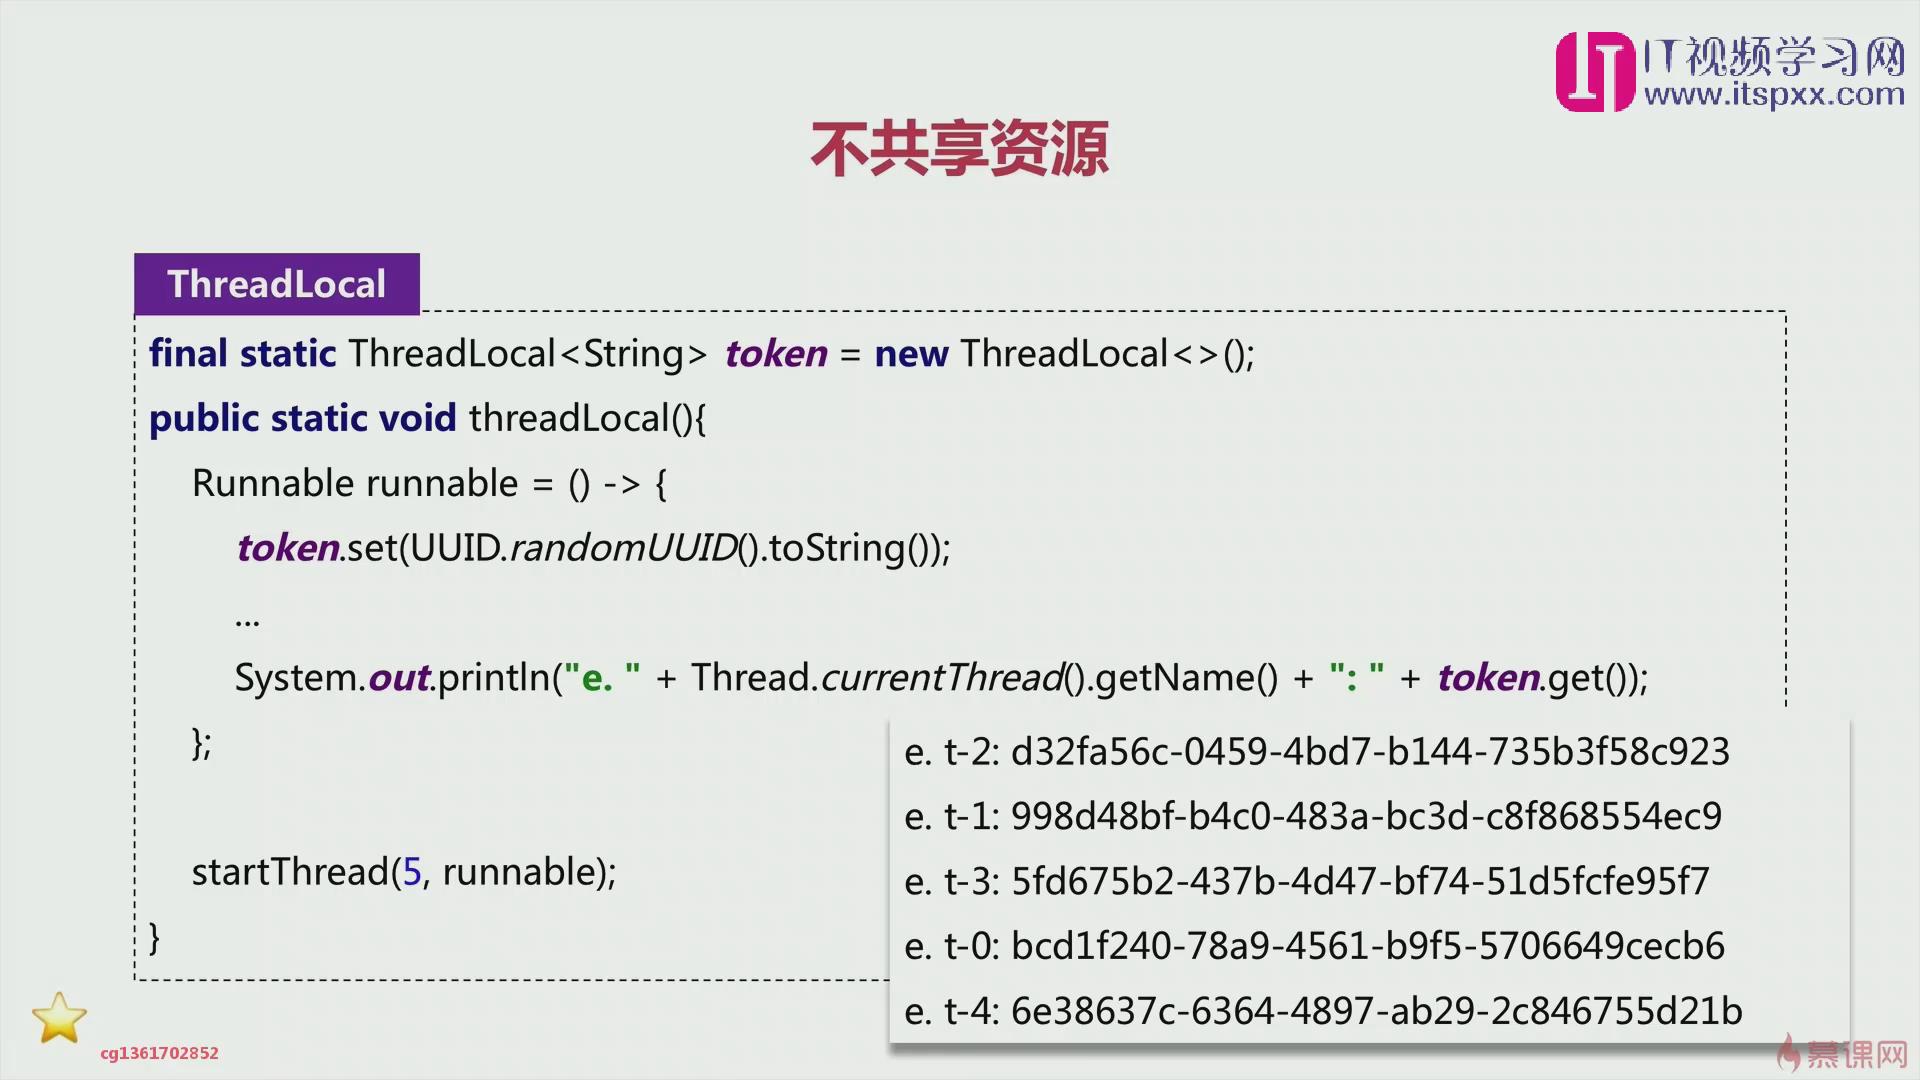 IT视频学习网
www.itspxx.com
不共享资源
ThreadLocal
final static ThreadLocal<String> token = new ThreadLocal<>();
public static void threadLocal(){
Runnable runnable = () -> {
token.set(UUID.randomUUID().toString());
...
System.out.println("e. " + Thread.currentThread().getName() + ": " + token.get());
};
startThread(5, runnable);
}
e. t-2: d32fa56c-0459-4bd7-b144-735b3f58c923
e. t-1: 998d48bf-b4c0-483a-bc3d-c8f868554ec9
e. t-3: 5fd675b2-437b-4d47-bf74-51d5fcfe95f7
e. t-0: bcd1f240-78a9-4561-b9f5-5706649cecb6
e. t-4: 6e38637c-6364-4897-ab29-2c846755d21b
cg1361702852
慕课网